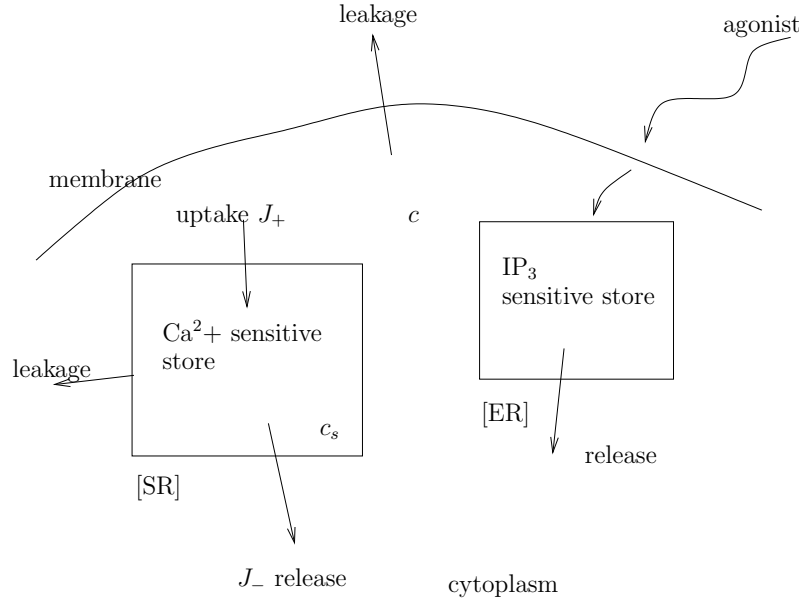 leakage
agonist
membrane
uptake J₊
c
IP₃
sensitive store
Ca²+ sensitive
store
leakage
[ER]
cₛ
release
[SR]
J₋ release
cytoplasm